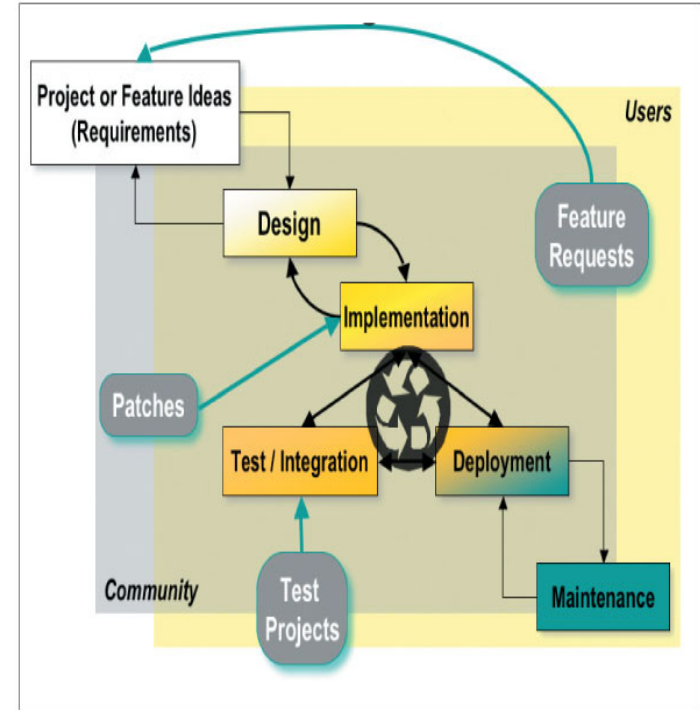 Project or Feature Ideas
(Requirements)
Users
Design
Feature
Requests
Implementation
Patches
Test / Integration
Deployment
Community
Test
Projects
Maintenance